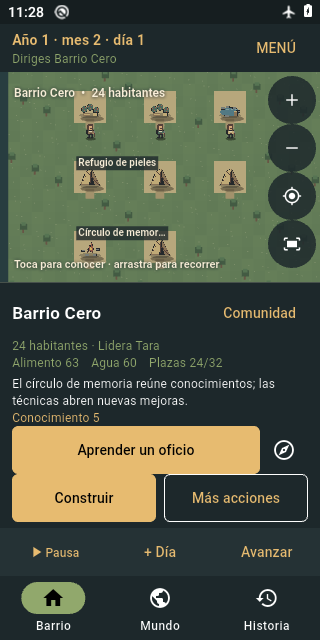 11:28
Año 1 · mes 2 · día 1
Diriges Barrio Cero
MENÚ
Barrio Cero • 24 habitantes
Refugio de pieles
Círculo de memor...
Toca para conocer · arrastra para recorrer
Barrio Cero
Comunidad
24 habitantes · Lidera Tara
Alimento 63 Agua 60 Plazas 24/32
El círculo de memoria reúne conocimientos; las
técnicas abren nuevas mejoras.
Conocimiento 5
Aprender un oficio
Construir
Más acciones
Pausa
+ Día
Avanzar
Barrio
Mundo
Historia